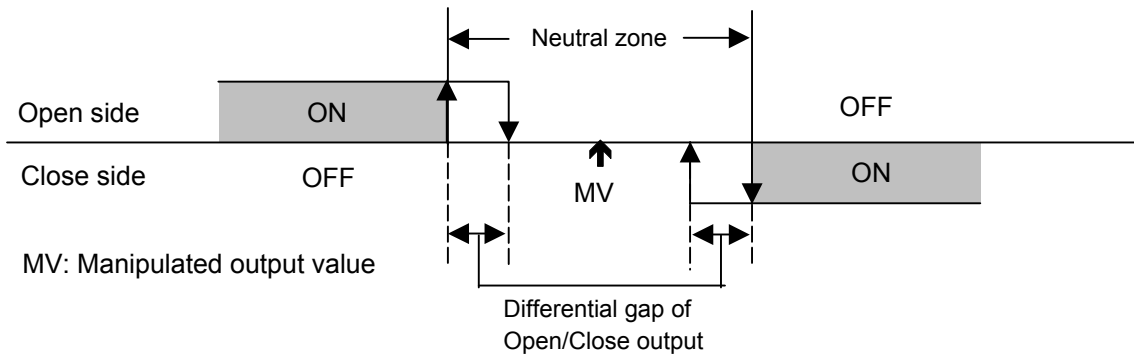 Neutral zone
Open side
ON
OFF
Close side
OFF
MV
ON
MV: Manipulated output value
Differential gap of
Open/Close output